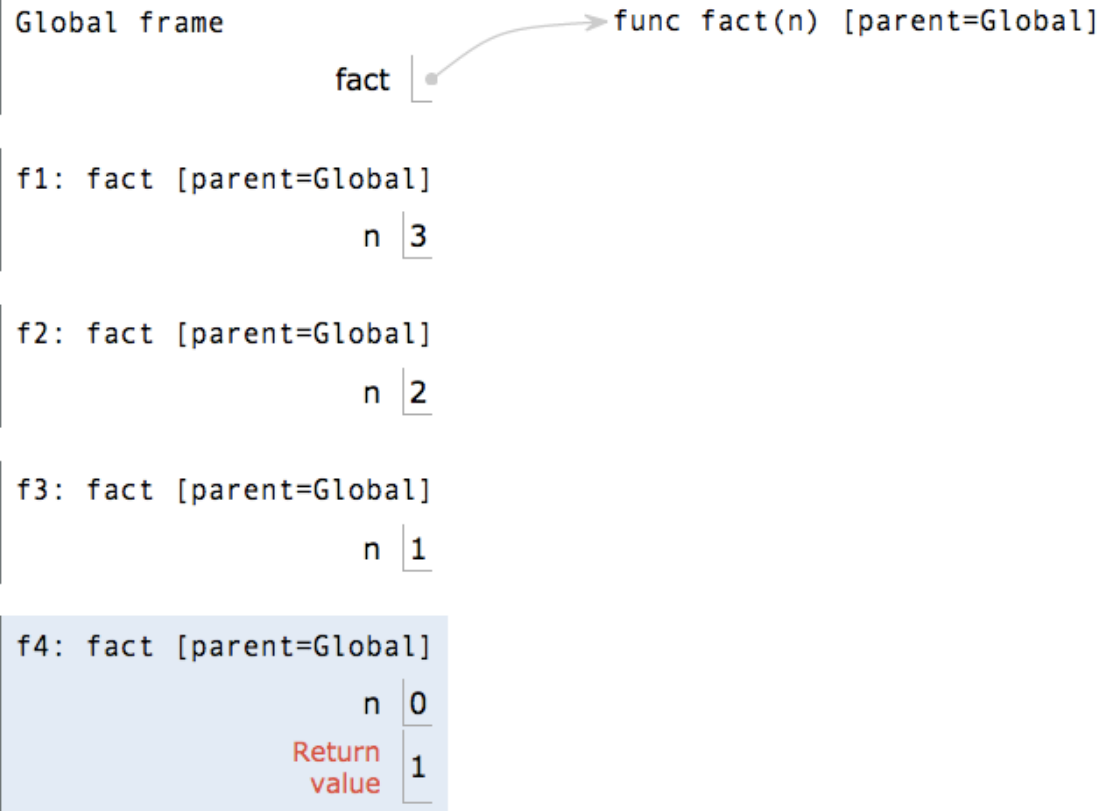 Global frame
func fact(n) [parent=Global]
fact
f1: fact [parent=Global]
n 3
f2: fact [parent=Global]
n 2
f3: fact [parent=Global]
n 1
f4: fact [parent=Global]
n 0
Return
value 1